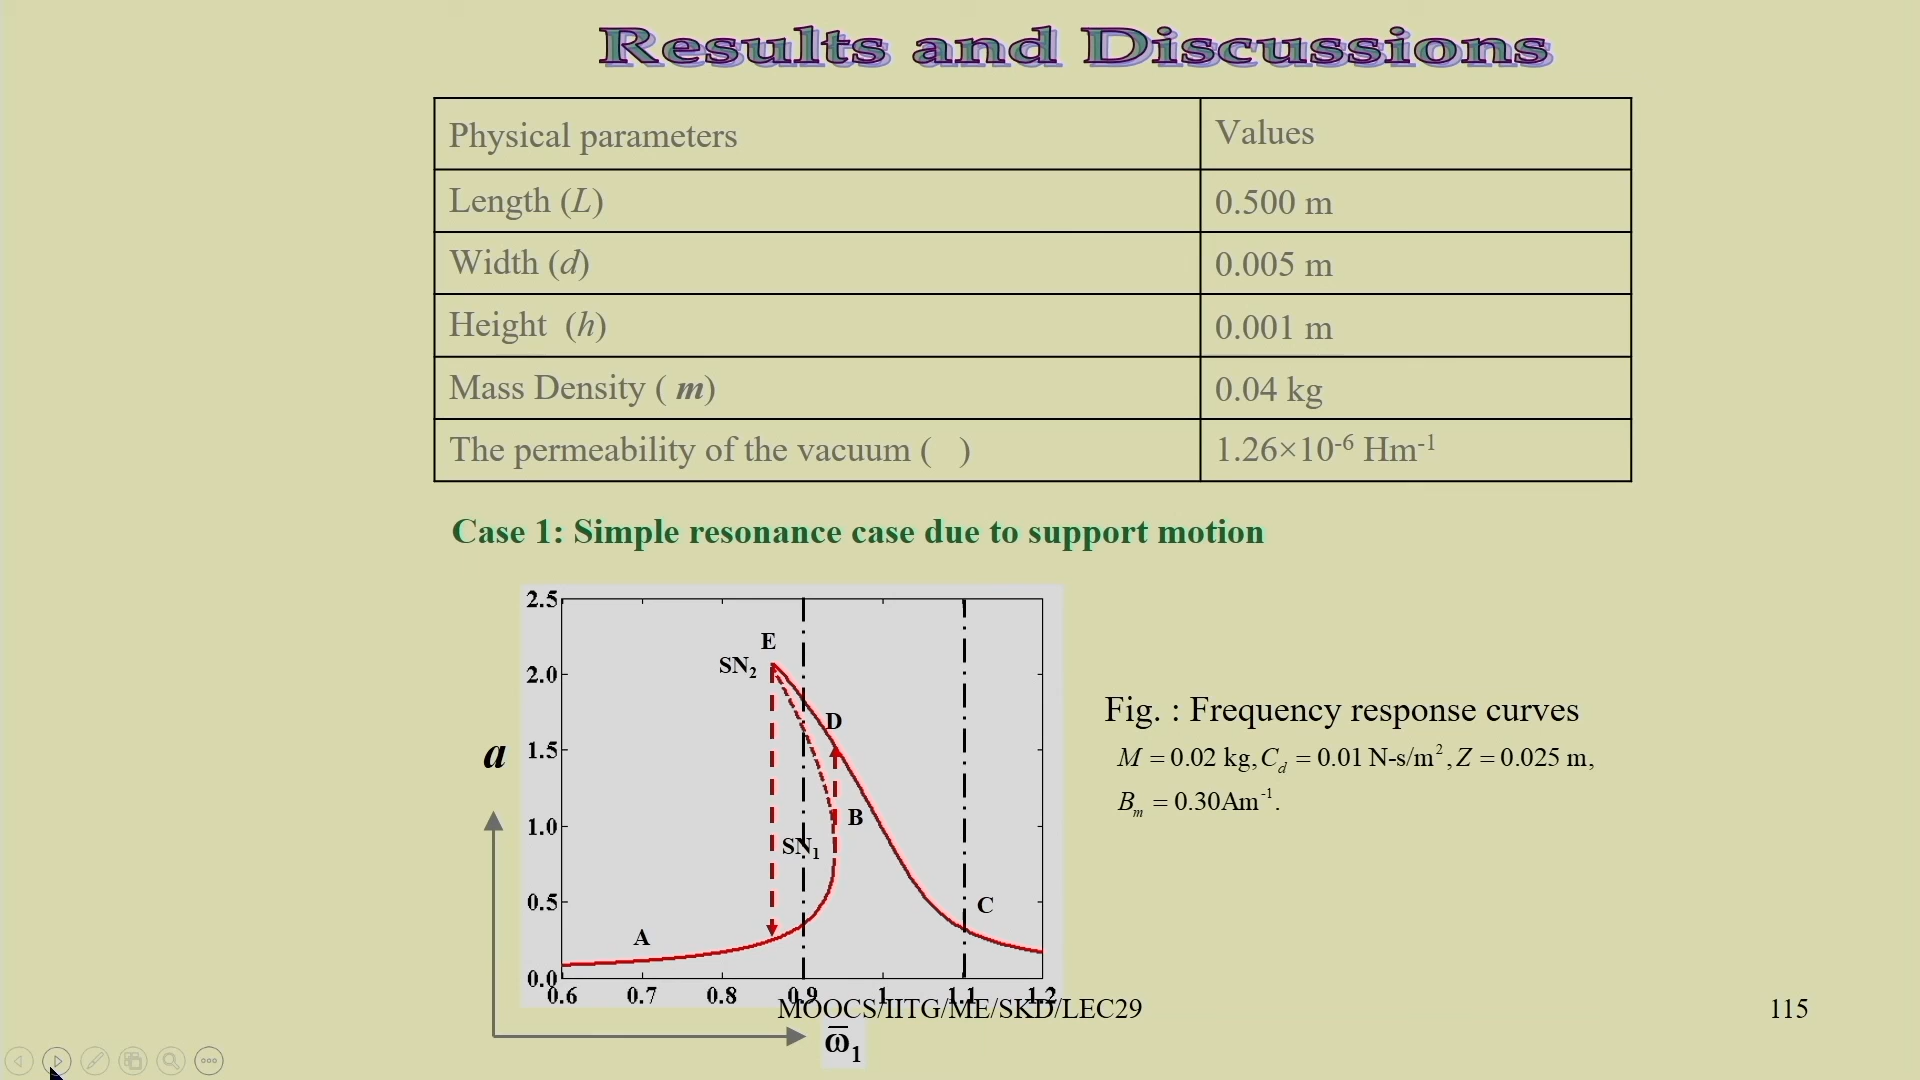 Results and Discussions
Physical parameters Values
Length (L) 0.500 m
Width (d) 0.005 m
Height (h) 0.001 m
Mass Density ( m) 0.04 kg
The permeability of the vacuum ( ) 1.26×10⁻⁶ Hm⁻¹
Case 1: Simple resonance case due to support motion
2.5
E
SN₂
2.0
D
a
1.5
B
1.0
SN₁
0.5
C
A
0.0
0.6 0.7 0.8 0.9 1 1.1 1.2
ω̅₁
Fig. : Frequency response curves
M = 0.02 kg, C_d = 0.01 N-s/m², Z = 0.025 m,
B_m = 0.30Am⁻¹.
MOOCS/IITG/ME/SKD/LEC29
115